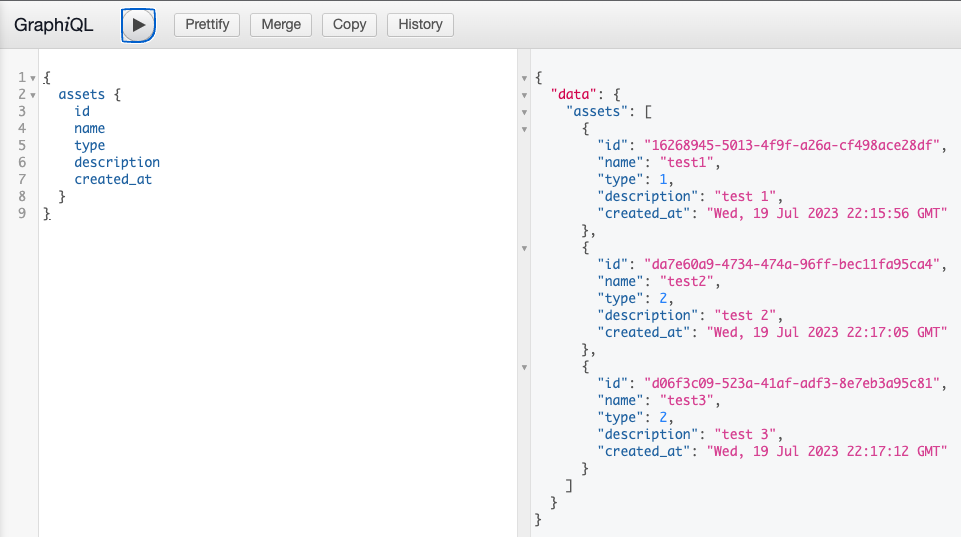 GraphiQL Prettify Merge Copy History
1 {
2 assets {
3 id
4 name
5 type
6 description
7 created_at
8 }
9 }
{
"data": {
"assets": [
{
"id": "16268945-5013-4f9f-a26a-cf498ace28df",
"name": "test1",
"type": 1,
"description": "test 1",
"created_at": "Wed, 19 Jul 2023 22:15:56 GMT"
},
{
"id": "da7e60a9-4734-474a-96ff-bec11fa95ca4",
"name": "test2",
"type": 2,
"description": "test 2",
"created_at": "Wed, 19 Jul 2023 22:17:05 GMT"
},
{
"id": "d06f3c09-523a-41af-adf3-8e7eb3a95c81",
"name": "test3",
"type": 2,
"description": "test 3",
"created_at": "Wed, 19 Jul 2023 22:17:12 GMT"
}
]
}
}